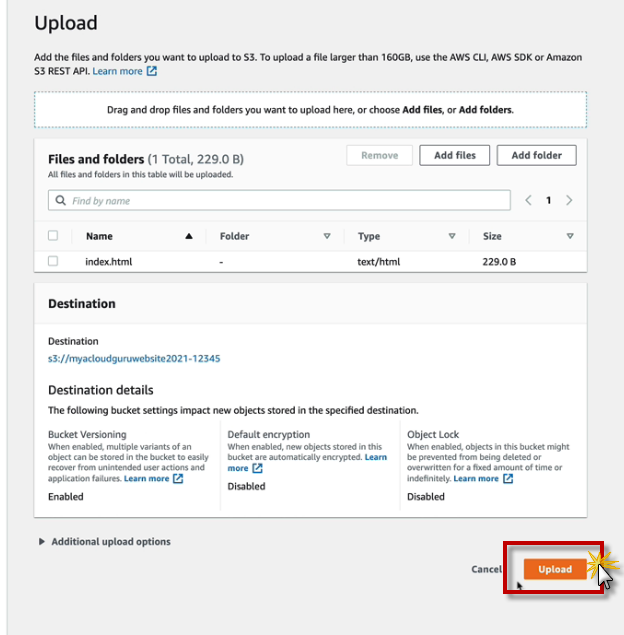 Upload
Add the files and folders you want to upload to S3. To upload a file larger than 160GB, use the AWS CLI, AWS SDK or Amazon
S3 REST API. Learn more
Drag and drop files and folders you want to upload here, or choose Add files, or Add folders.
Files and folders (1 Total, 229.0 B)
All files and folders in this table will be uploaded.
Remove
Add files
Add folder
Find by name
1
Name Folder Type Size
index.html - text/html 229.0 B
Destination
Destination
s3://myacloudguruwebsite2021-12345
Destination details
The following bucket settings impact new objects stored in the specified destination.
Bucket Versioning
When enabled, multiple variants of an
object can be stored in the bucket to easily
recover from unintended user actions and
application failures. Learn more
Enabled
Default encryption
When enabled, new objects stored in this
bucket are automatically encrypted. Learn
more
Disabled
Object Lock
When enabled, objects in this bucket might
be prevented from being deleted or
overwritten for a fixed amount of time or
indefinitely. Learn more
Disabled
Additional upload options
Cancel
Upload